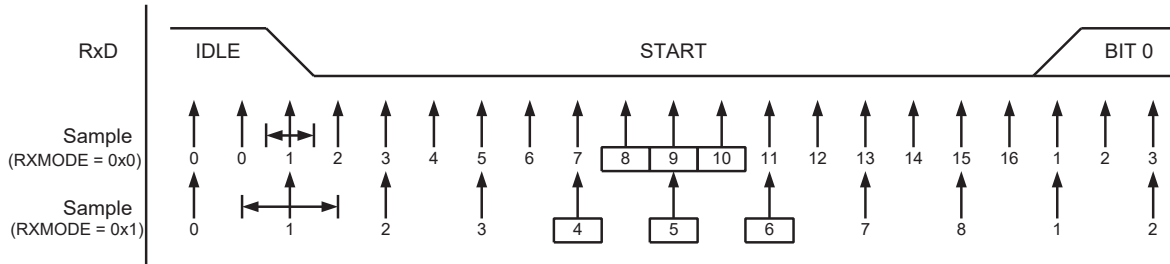 RxD IDLE START BIT 0
Sample
(RXMODE = 0x0) 0 0 1 2 3 4 5 6 7 8 9 10 11 12 13 14 15 16 1 2 3
Sample
(RXMODE = 0x1) 0 1 2 3 4 5 6 7 8 1 2